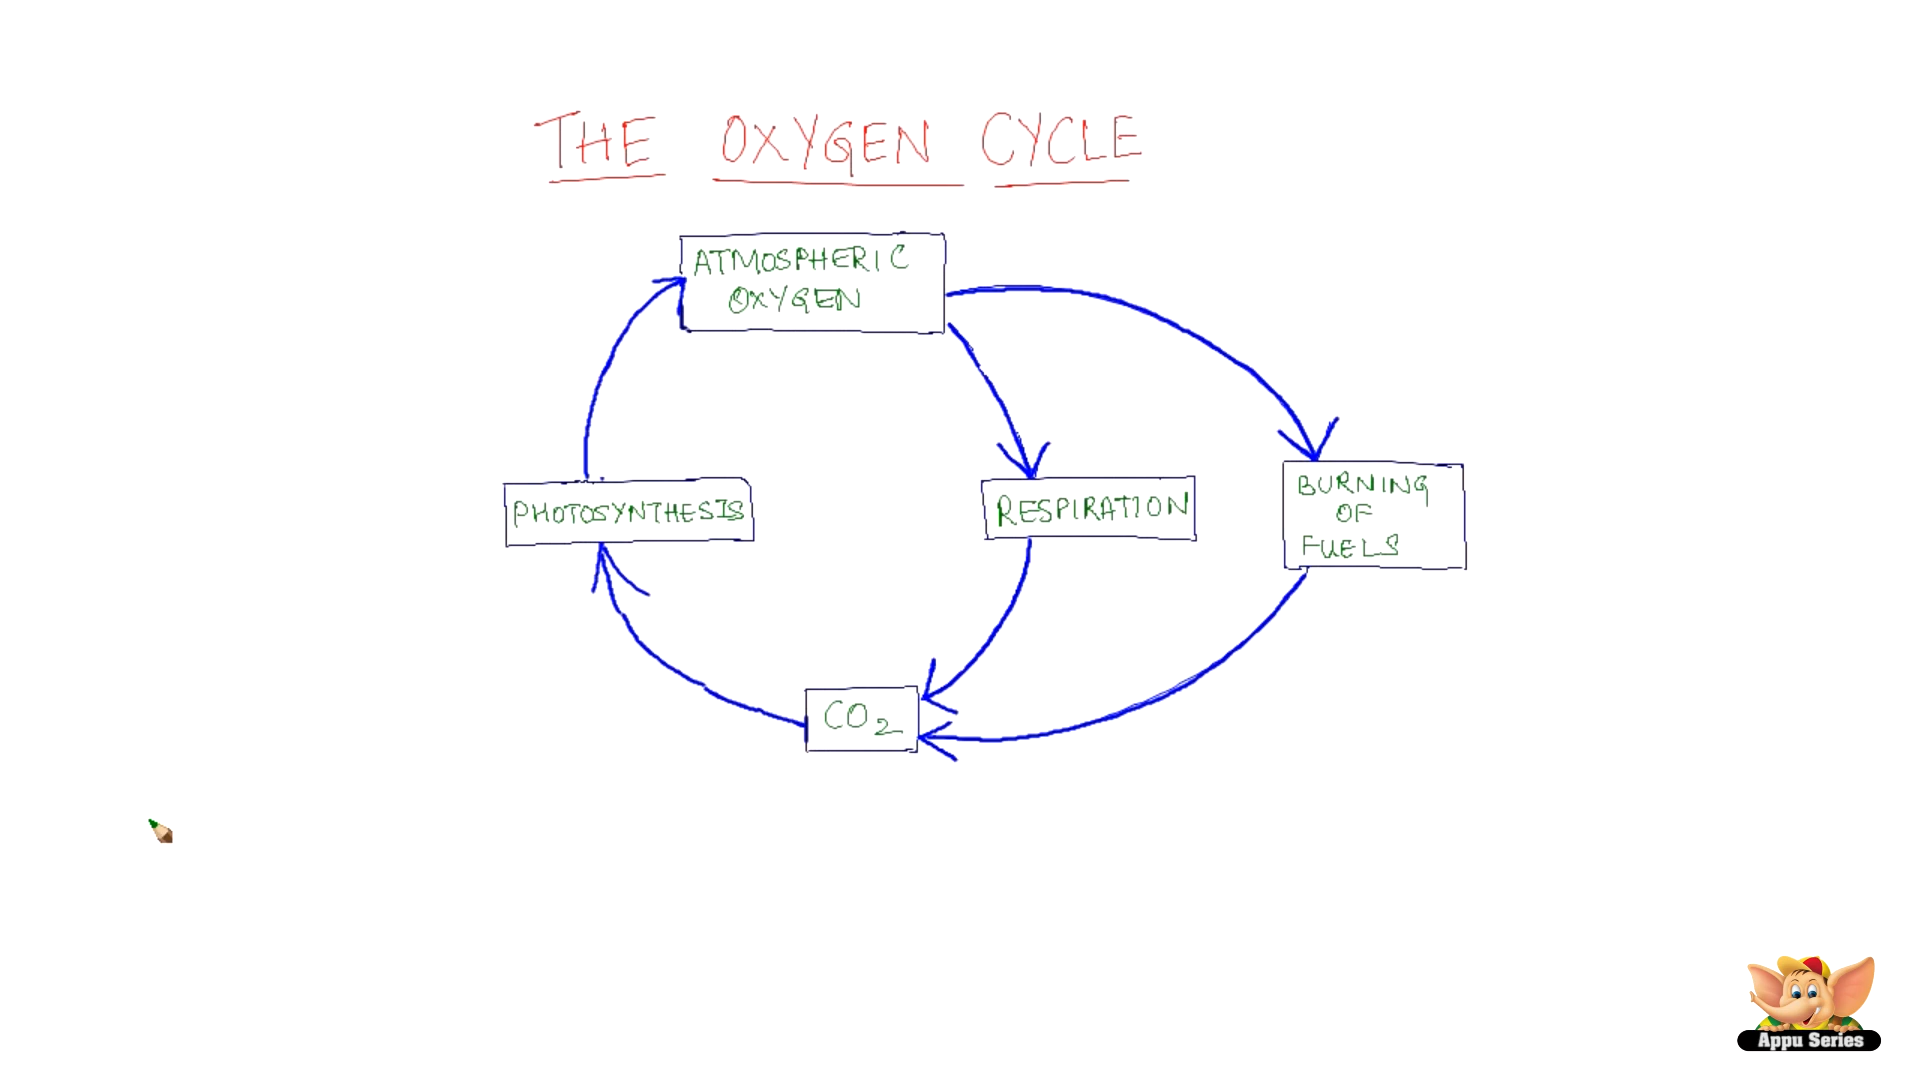 THE OXYGEN CYCLE
ATMOSPHERIC
OXYGEN
PHOTOSYNTHESIS
RESPIRATION
BURNING
OF
FUELS
CO₂
Appu Series